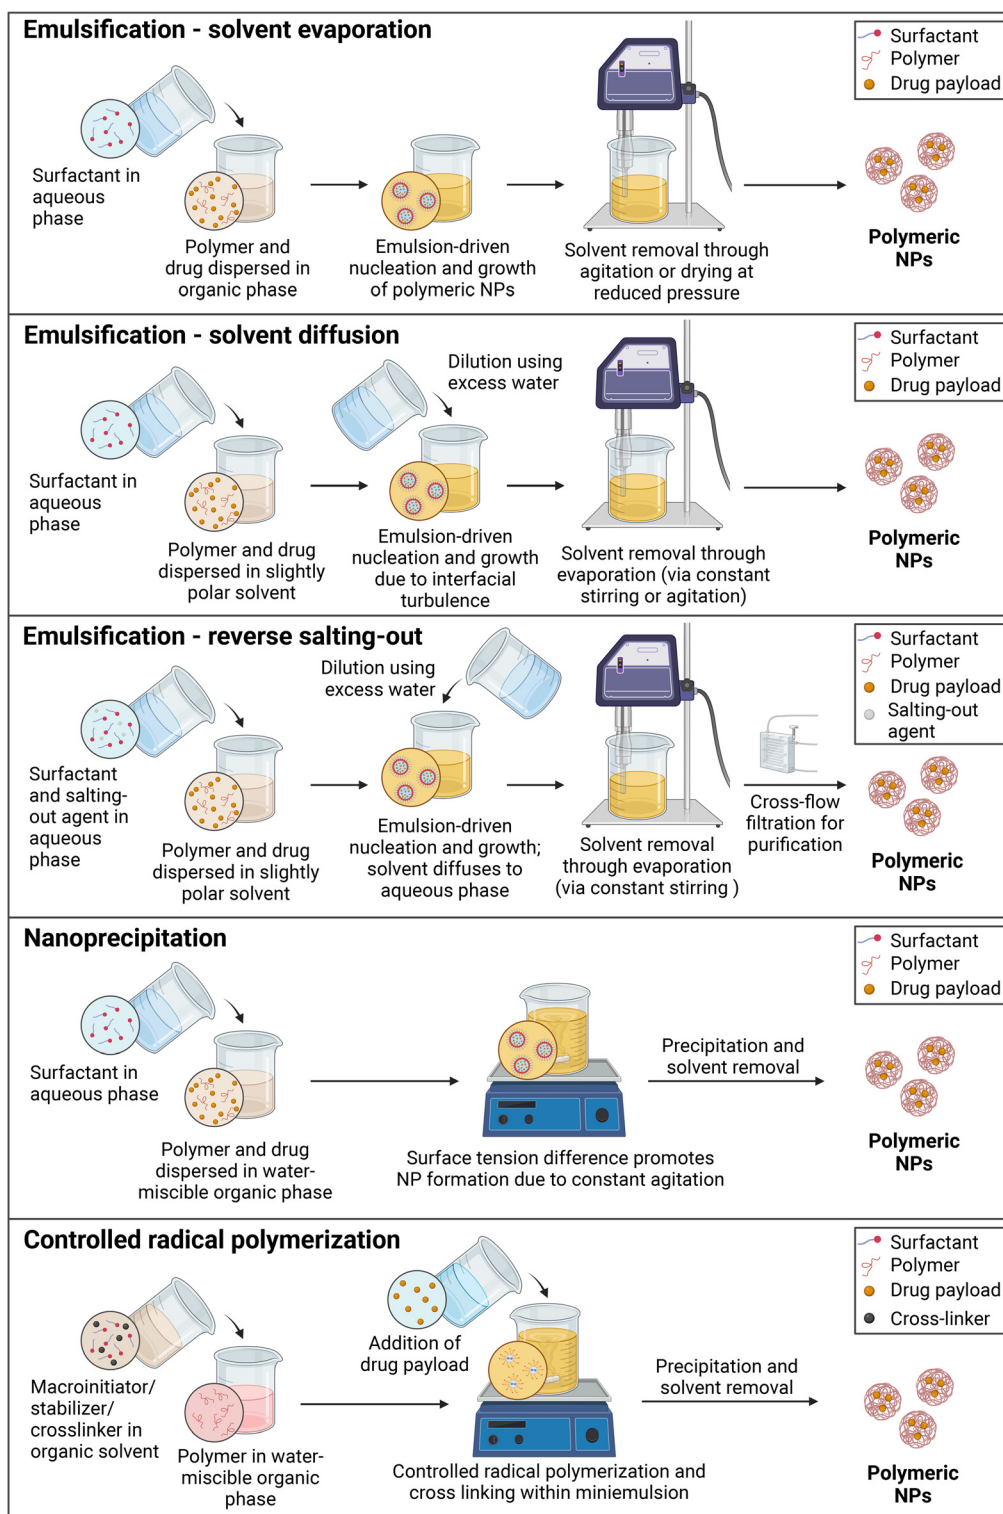 Emulsification - solvent evaporation
Surfactant
Polymer
Drug payload
Surfactant in
aqueous
phase
Polymer and
drug dispersed in
organic phase
Emulsion-driven
nucleation and growth
of polymeric NPs
Solvent removal through
agitation or drying at
reduced pressure
Polymeric
NPs
Emulsification - solvent diffusion
Surfactant
Polymer
Drug payload
Dilution using
excess water
Surfactant in
aqueous
phase
Polymer and drug
dispersed in slightly
polar solvent
Emulsion-driven
nucleation and growth
due to interfacial
turbulence
Solvent removal through
evaporation (via constant
stirring or agitation)
Polymeric
NPs
Emulsification - reverse salting-out
Surfactant
Polymer
Drug payload
Salting-out
agent
Dilution using
excess water
Surfactant
and salting-
out agent in
aqueous
phase
Polymer and drug
dispersed in slightly
polar solvent
Emulsion-driven
nucleation and growth;
solvent diffuses to
aqueous phase
Solvent removal
through evaporation
(via constant stirring )
Cross-flow
filtration for
purification
Polymeric
NPs
Nanoprecipitation
Surfactant
Polymer
Drug payload
Surfactant in
aqueous phase
Polymer and drug
dispersed in water-
miscible organic phase
Surface tension difference promotes
NP formation due to constant agitation
Precipitation and
solvent removal
Polymeric
NPs
Controlled radical polymerization
Surfactant
Polymer
Drug payload
Cross-linker
Macroinitiator/
stabilizer/
crosslinker in
organic solvent
Polymer in water-
miscible organic
phase
Addition of
drug payload
Controlled radical polymerization and
cross linking within miniemulsion
Precipitation and
solvent removal
Polymeric
NPs